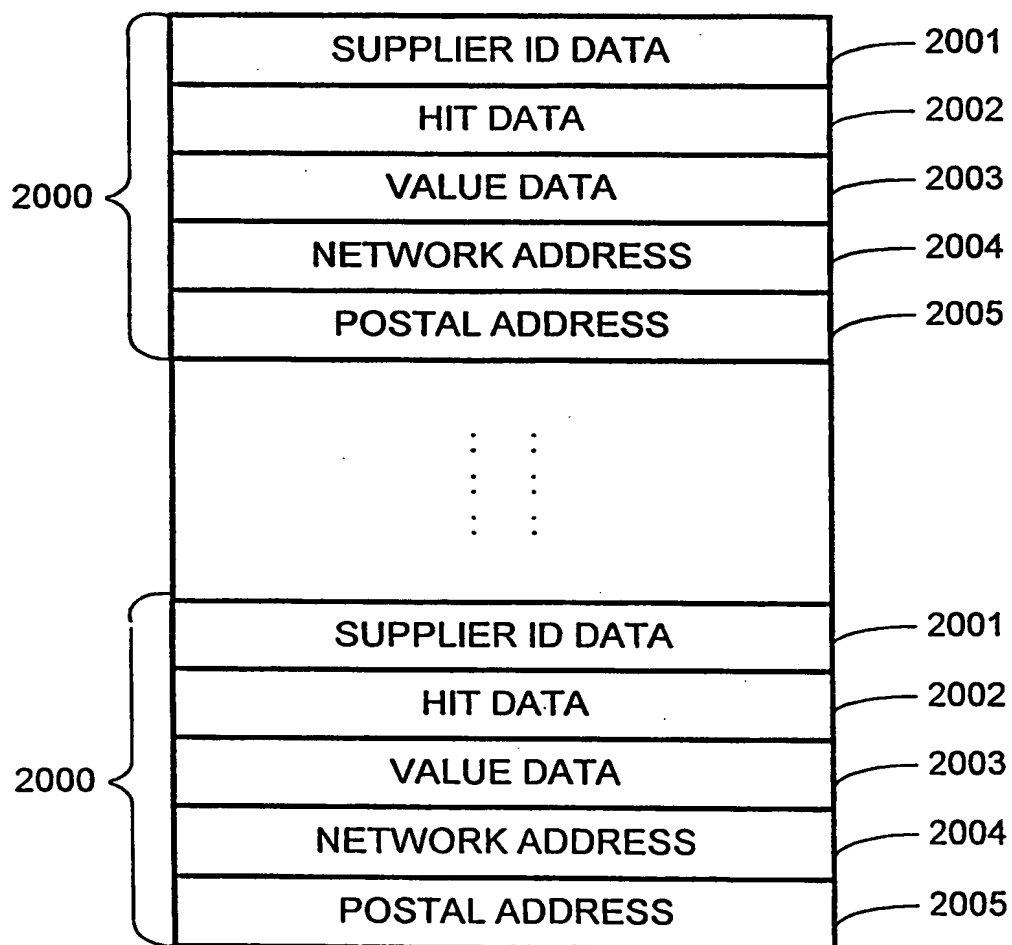 SUPPLIER ID DATA 2001
HIT DATA 2002
2000 VALUE DATA 2003
NETWORK ADDRESS 2004
POSTAL ADDRESS 2005
SUPPLIER ID DATA 2001
HIT DATA 2002
2000 VALUE DATA 2003
NETWORK ADDRESS 2004
POSTAL ADDRESS 2005